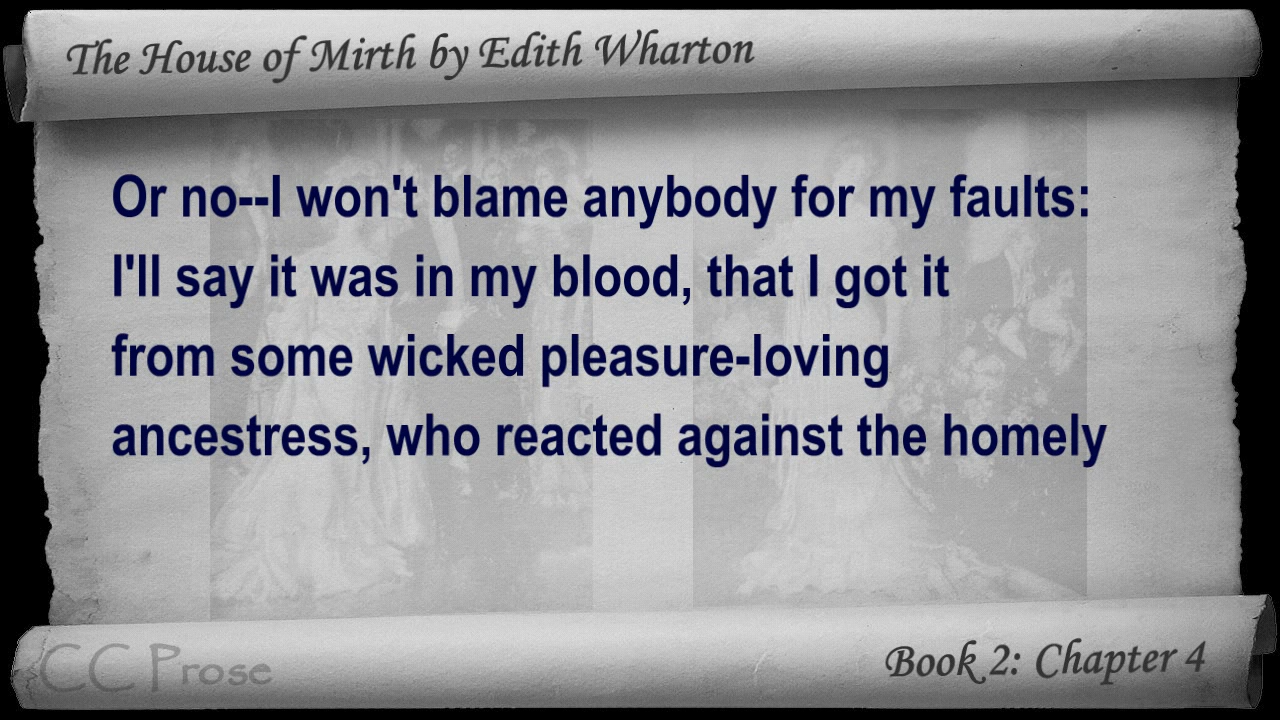 The House of Mirth by Edith Wharton
Or no--I won't blame anybody for my faults:
I'll say it was in my blood, that I got it
from some wicked pleasure-loving
ancestress, who reacted against the homely
CC Prose
Book 2: Chapter 4